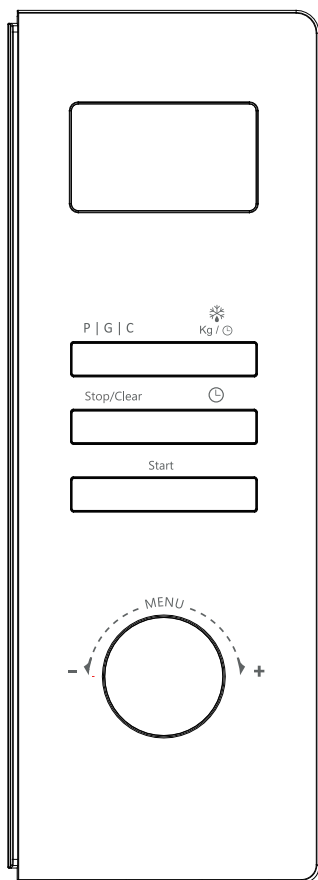 P | G | C
Kg /
Stop/Clear
Start
MENU
- +